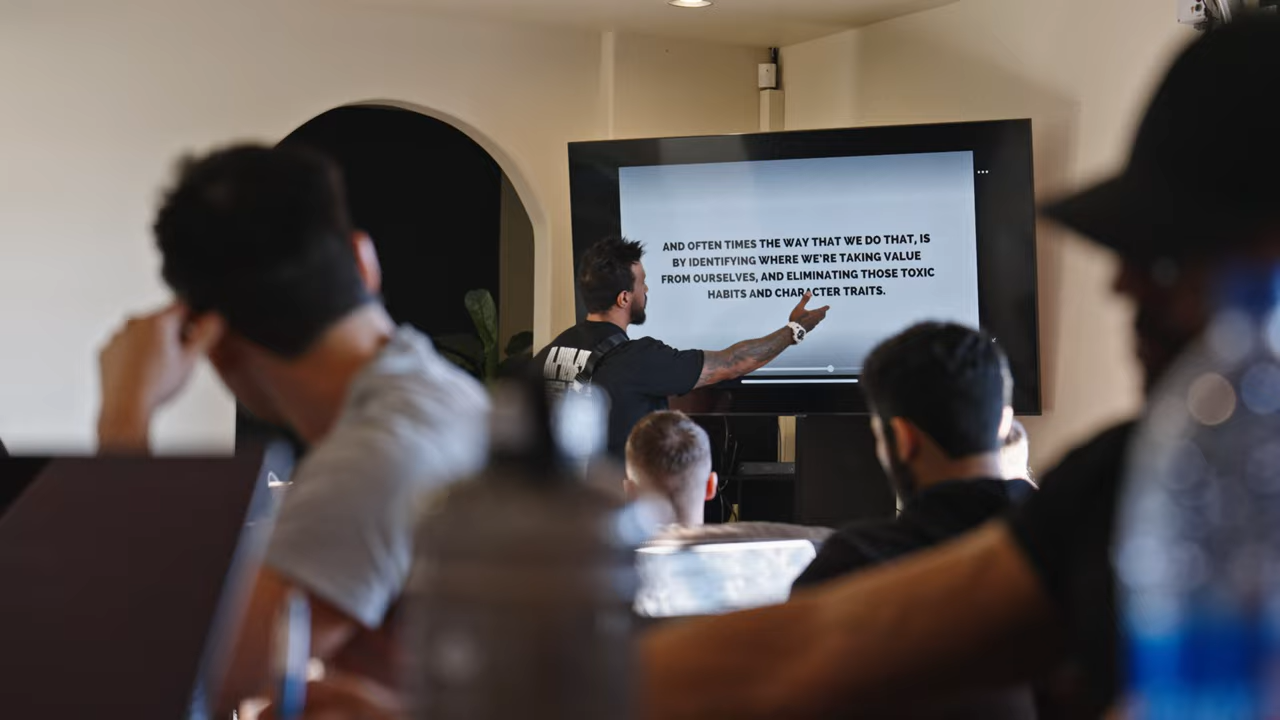 AND OFTEN TIMES THE WAY THAT WE DO THAT, IS
BY IDENTIFYING WHERE WE'RE TAKING VALUE
FROM OURSELVES, AND ELIMINATING THOSE TOXIC
HABITS AND CHARACTER TRAITS.